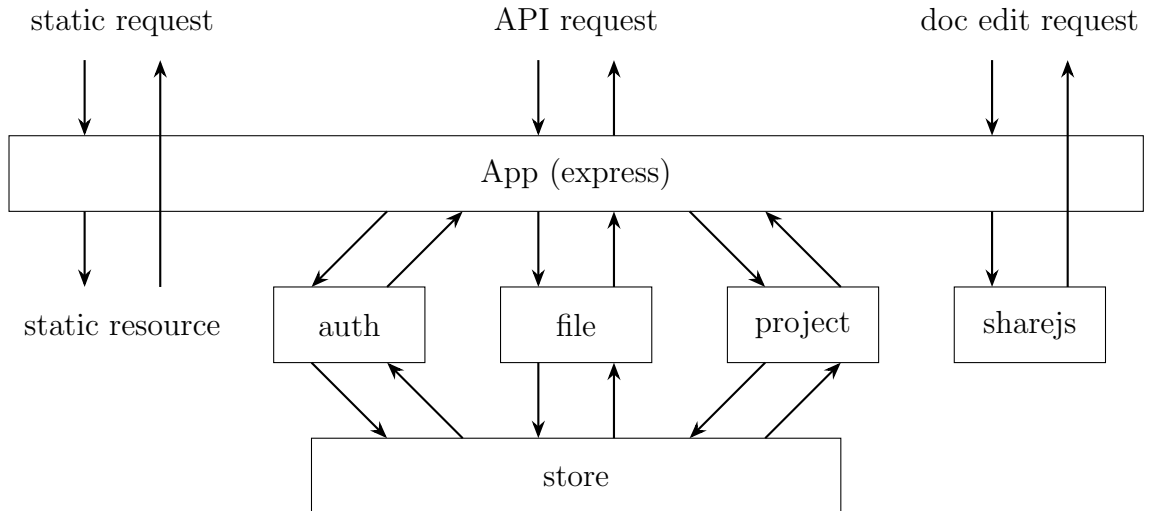 static request
API request
doc edit request
App (express)
static resource
auth
file
project
sharejs
store